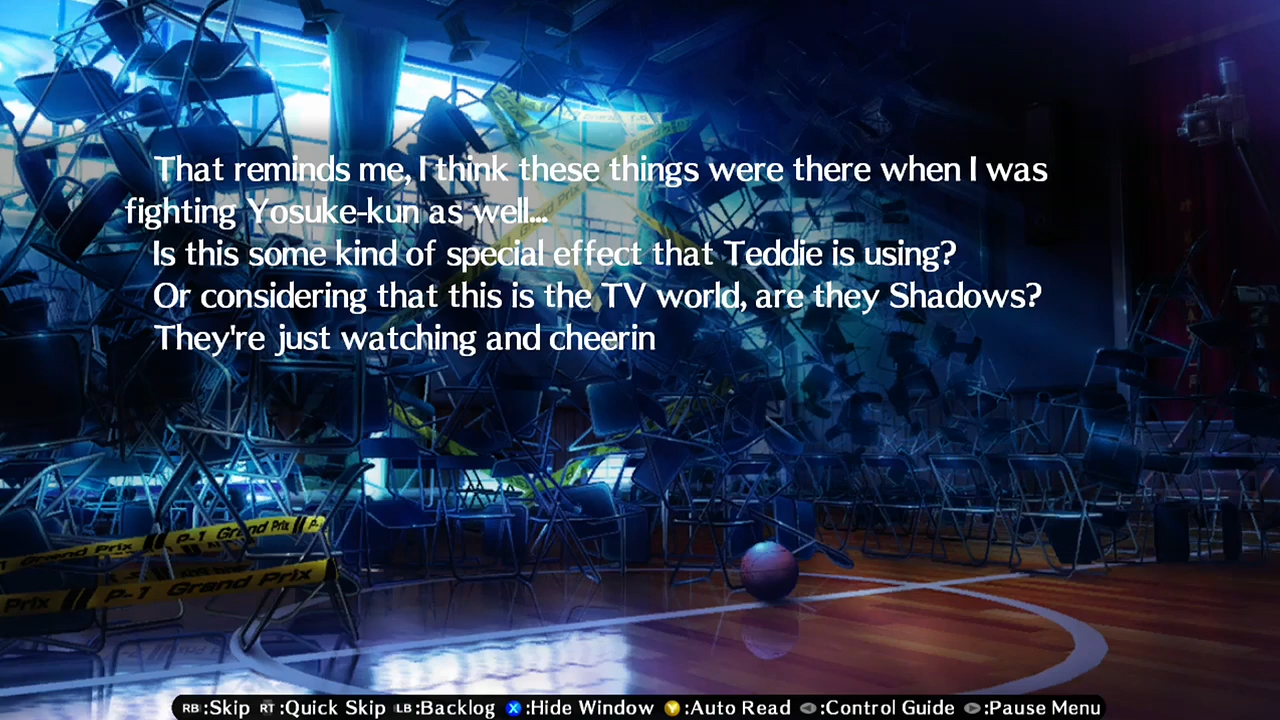 That reminds me, I think these things were there when I was
fighting Yosuke-kun as well...
Is this some kind of special effect that Teddie is using?
Or considering that this is the TV world, are they Shadows?
They're just watching and cheerin
Grand Prix P-1 Grand Prix P-
Prix P-1 Grand Prix
RB:Skip RT:Quick Skip LB:Backlog X:Hide Window Y:Auto Read :Control Guide :Pause Menu